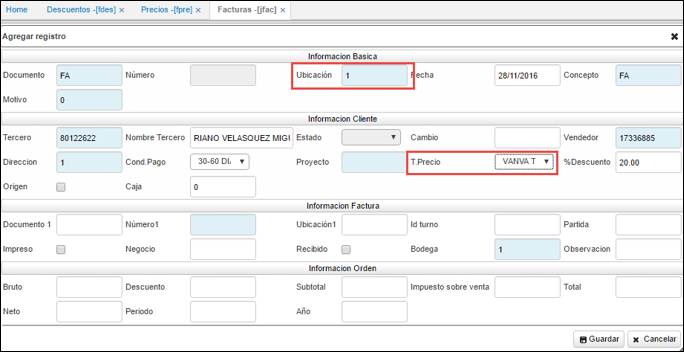 Home Descuentos -[fdes] × Precios -[fpre] × Facturas -[jfac] ×
Agregar registro ×
Informacion Basica
Documento FA Número Ubicación 1 Fecha 28/11/2016 Concepto FA
Motivo 0
Informacion Cliente
Tercero 80122622 Nombre Tercero RIANO VELASQUEZ MIGU Estado Cambio Vendedor 17336885
Direccion 1 Cond.Pago 30-60 DIA Proyecto T.Precio VANVA T %Descuento 20.00
Origen Caja 0
Informacion Factura
Documento 1 Número1 Ubicación1 Id turno Partida
Impreso Negocio Recibido Bodega 1 Observacion
Informacion Orden
Bruto Descuento Subtotal Impuesto sobre venta Total
Neto Periodo Año
Guardar × Cancelar